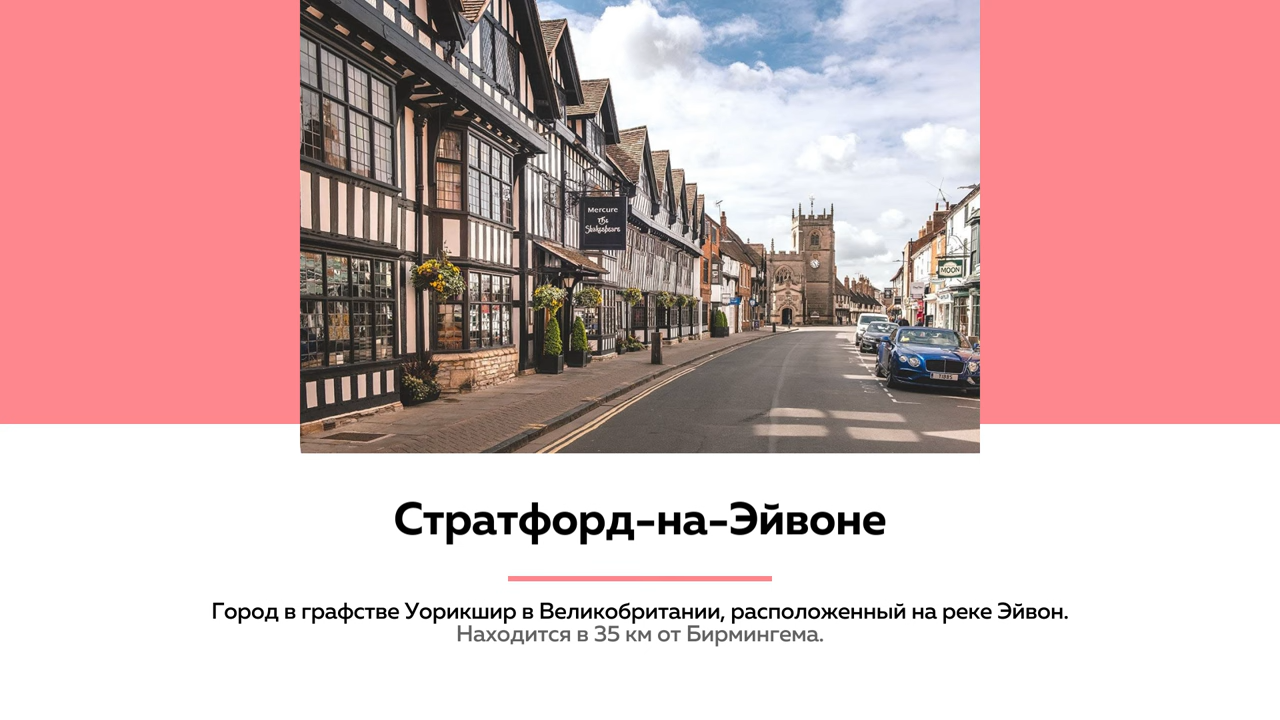 Mercure
The
Shakespeare
MOON
Стратфорд-на-Эйвоне
Город в графстве Уорикшир в Великобритании, расположенный на реке Эйвон.
Находится в 35 км от Бирмингема.